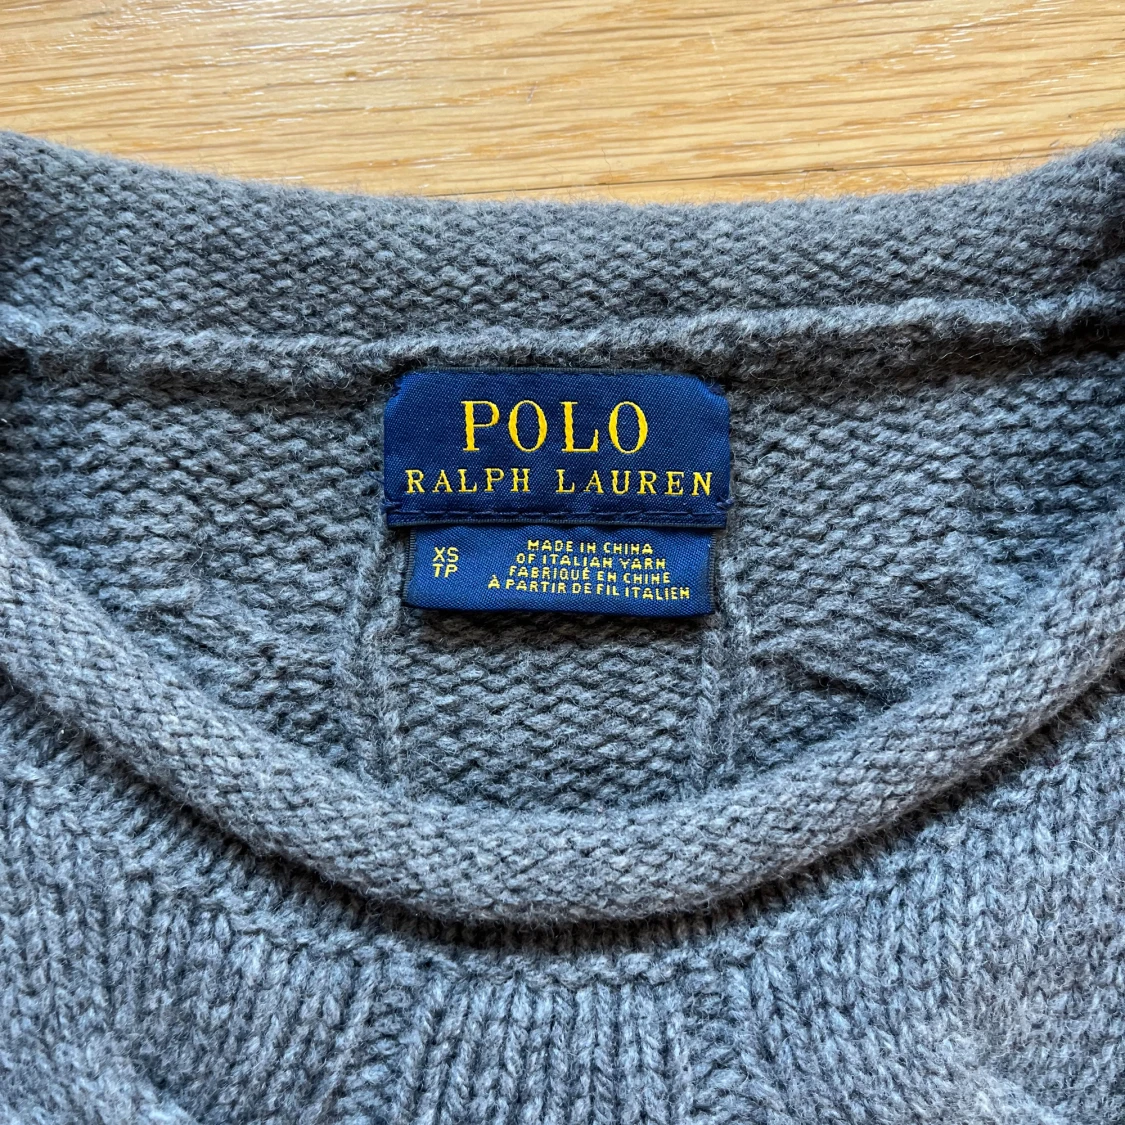 POLO
RALPH LAUREN
XS
TP
MADE IN CHINA
OF ITALIAN YARN
FABRIQUÉ EN CHINE
À PARTIR DE FIL ITALIEN